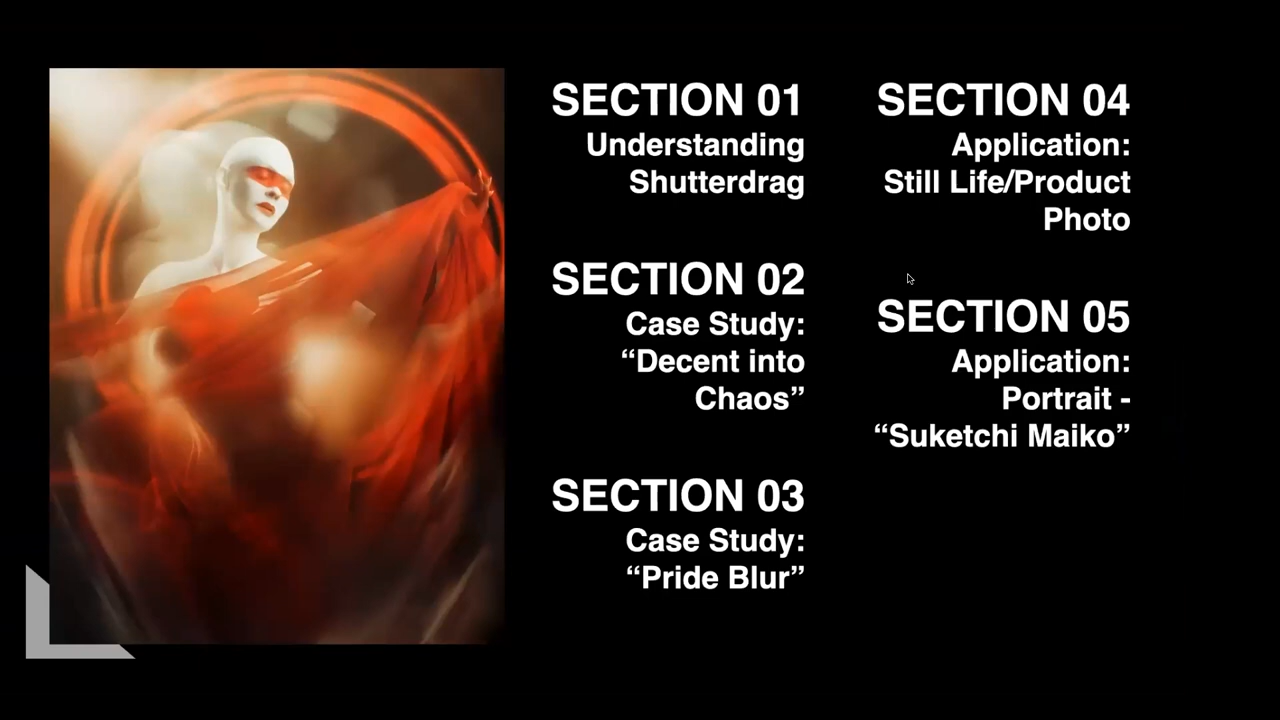 SECTION 01
Understanding
Shutterdrag
SECTION 02
Case Study:
“Decent into
Chaos”
SECTION 03
Case Study:
“Pride Blur”
SECTION 04
Application:
Still Life/Product
Photo
SECTION 05
Application:
Portrait -
“Suketchi Maiko”